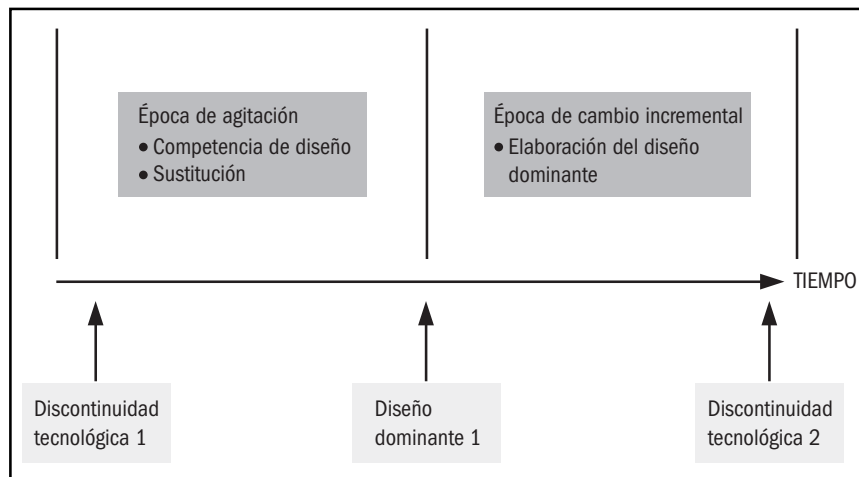 Época de agitación
• Competencia de diseño
• Sustitución
Época de cambio incremental
• Elaboración del diseño
dominante
TIEMPO
Discontinuidad
tecnológica 1
Diseño
dominante 1
Discontinuidad
tecnológica 2